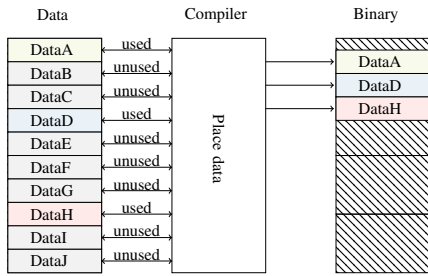 Data Compiler Binary
DataA used
DataB unused DataA
DataC unused DataD
DataD used DataH
DataE unused
DataF unused
DataG unused
DataH used
DataI unused
DataJ unused
Place data